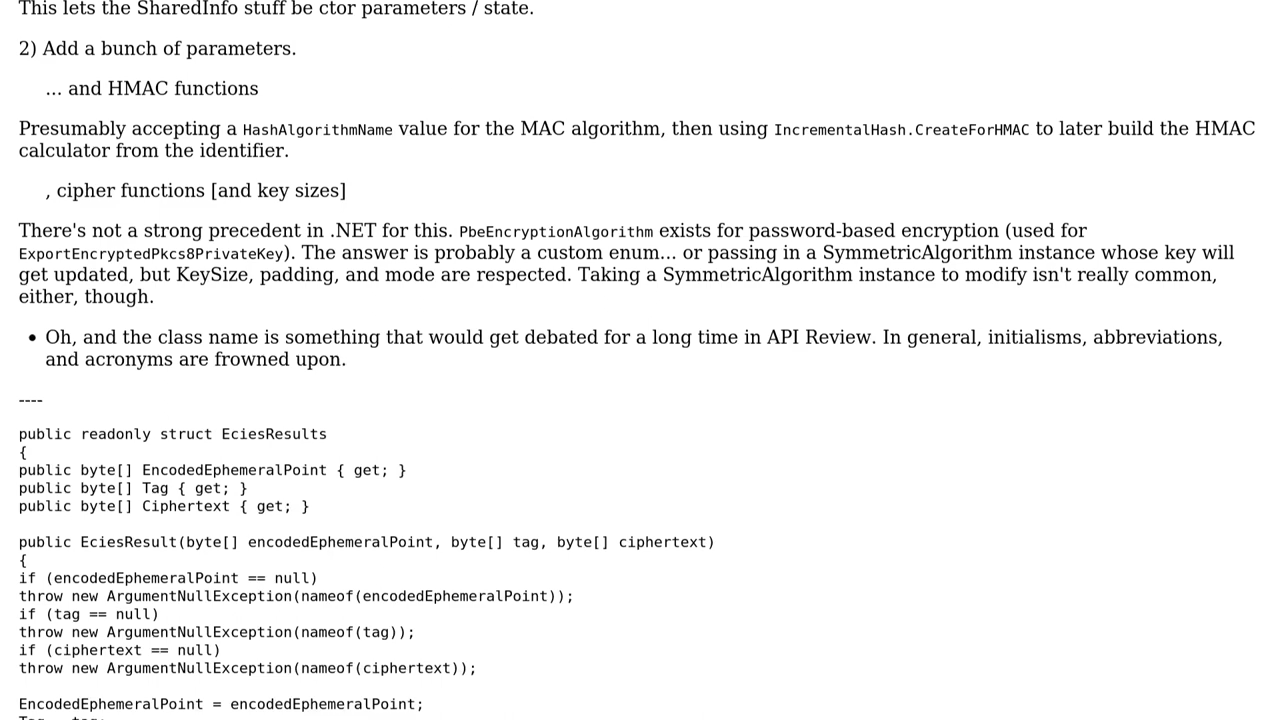 This lets the SharedInfo stuff be ctor parameters / state.
2) Add a bunch of parameters.
... and HMAC functions
Presumably accepting a HashAlgorithmName value for the MAC algorithm, then using IncrementalHash.CreateForHMAC to later build the HMAC
calculator from the identifier.
, cipher functions [and key sizes]
There's not a strong precedent in .NET for this. PbeEncryptionAlgorithm exists for password-based encryption (used for
ExportEncryptedPkcs8PrivateKey). The answer is probably a custom enum... or passing in a SymmetricAlgorithm instance whose key will
get updated, but KeySize, padding, and mode are respected. Taking a SymmetricAlgorithm instance to modify isn't really common,
either, though.
• Oh, and the class name is something that would get debated for a long time in API Review. In general, initialisms, abbreviations,
and acronyms are frowned upon.
----
public readonly struct EciesResults
{
public byte[] EncodedEphemeralPoint { get; }
public byte[] Tag { get; }
public byte[] Ciphertext { get; }
public EciesResult(byte[] encodedEphemeralPoint, byte[] tag, byte[] ciphertext)
{
if (encodedEphemeralPoint == null)
throw new ArgumentNullException(nameof(encodedEphemeralPoint));
if (tag == null)
throw new ArgumentNullException(nameof(tag));
if (ciphertext == null)
throw new ArgumentNullException(nameof(ciphertext));
EncodedEphemeralPoint = encodedEphemeralPoint;